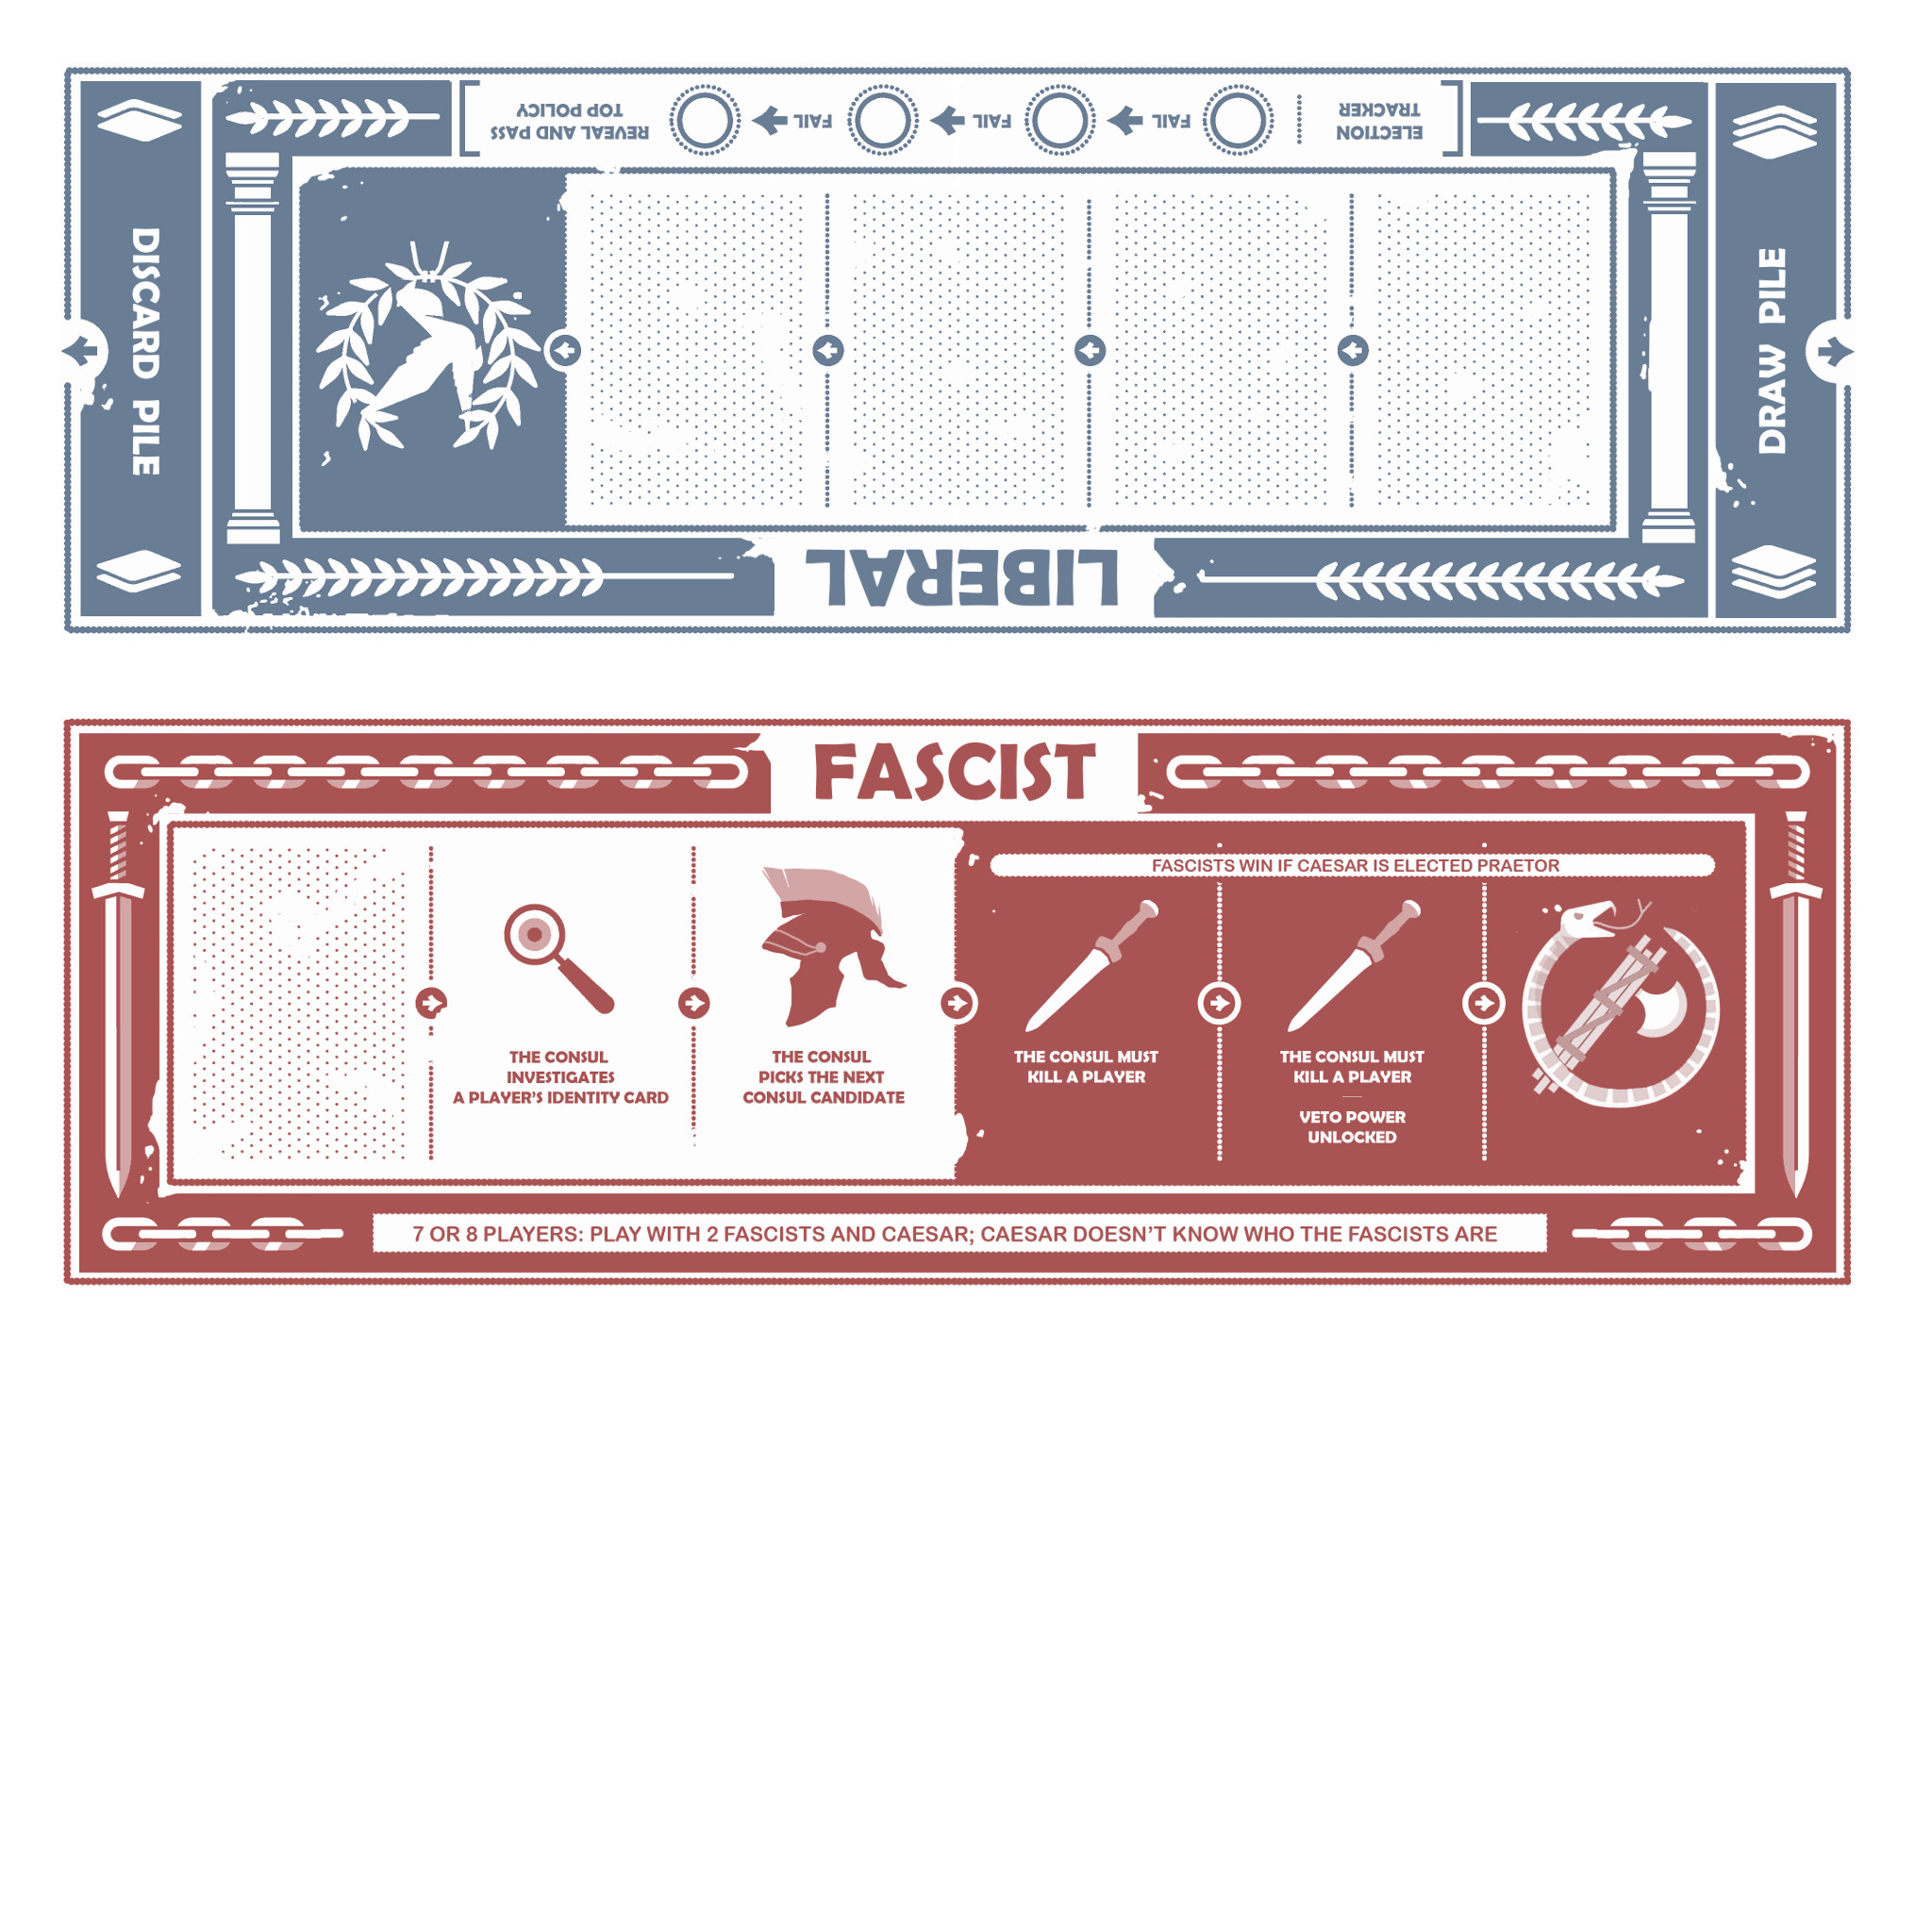 DISCARD PILE
ELECTION
TRACKER
FAIL
FAIL
FAIL
REVEAL AND PASS
TOP POLICY
DRAW PILE
LIBERAL
FASCIST
FASCISTS WIN IF CAESAR IS ELECTED PRAETOR
THE CONSUL
INVESTIGATES
A PLAYER'S IDENTITY CARD
THE CONSUL
PICKS THE NEXT
CONSUL CANDIDATE
THE CONSUL MUST
KILL A PLAYER
THE CONSUL MUST
KILL A PLAYER
VETO POWER
UNLOCKED
7 OR 8 PLAYERS: PLAY WITH 2 FASCISTS AND CAESAR; CAESAR DOESN'T KNOW WHO THE FASCISTS ARE